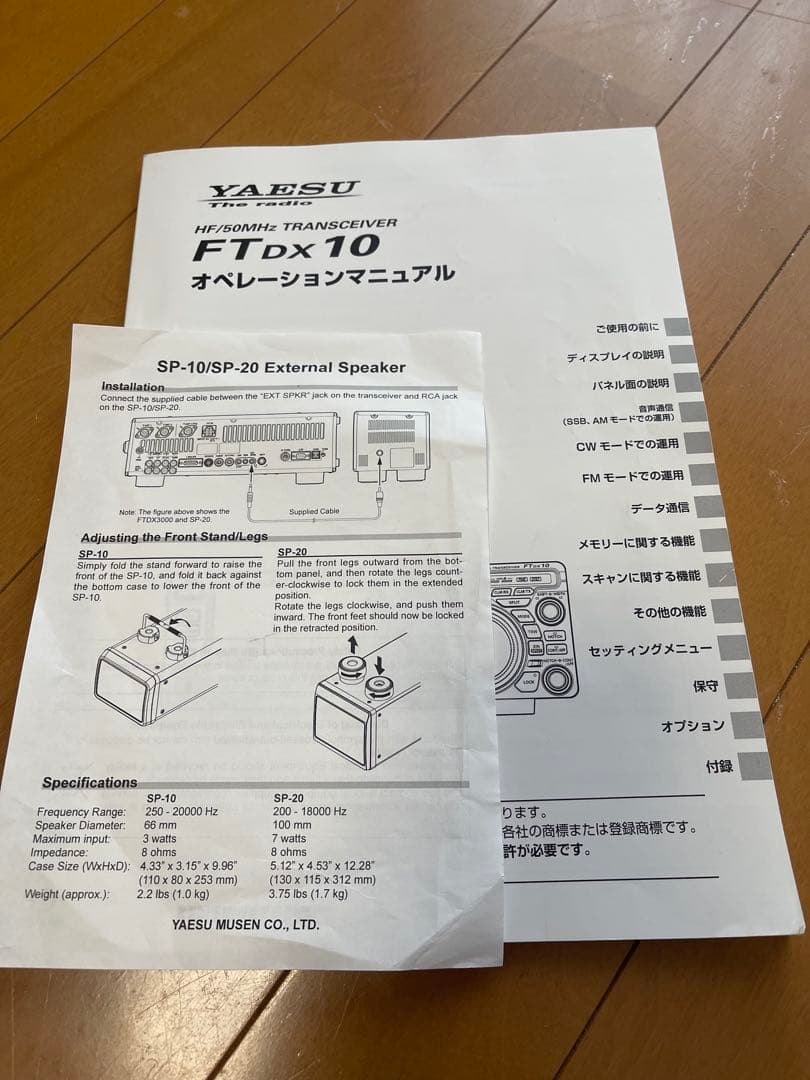 YAESU
The radio
HF/50MHz TRANSCEIVER
FTDX10
オペレーションマニュアル
ご使用の前に
ディスプレイの説明
パネル面の説明
音声通信
(SSB、AMモードでの運用)
CWモードでの運用
FMモードでの運用
データ通信
メモリーに関する機能
スキャンに関する機能
その他の機能
セッティングメニュー
保守
オプション
付録
ります。
各社の商標または登録商標です。
許が必要です。
TRANSCEIVER FTDX10
SPLIT
MODE
LOCK
SP-10/SP-20 External Speaker
Installation
Connect the supplied cable between the "EXT SPKR" jack on the transceiver and RCA jack
on the SP-10/SP-20.
Note: The figure above shows the
FTDX3000 and SP-20.
Supplied Cable
Adjusting the Front Stand/Legs
SP-10
Simply fold the stand forward to raise the
front of the SP-10, and fold it back against
the bottom case to lower the front of the
SP-10.
SP-20
Pull the front legs outward from the bot-
tom panel, and then rotate the legs count-
er-clockwise to lock them in the extended
position.
Rotate the legs clockwise, and push them
inward. The front feet should now be locked
in the retracted position.
Specifications
SP-10 SP-20
Frequency Range: 250 - 20000 Hz 200 - 18000 Hz
Speaker Diameter: 66 mm 100 mm
Maximum input: 3 watts 7 watts
Impedance: 8 ohms 8 ohms
Case Size (WxHxD): 4.33" x 3.15" x 9.96" 5.12" x 4.53" x 12.28"
(110 x 80 x 253 mm) (130 x 115 x 312 mm)
Weight (approx.): 2.2 lbs (1.0 kg) 3.75 lbs (1.7 kg)
YAESU MUSEN CO., LTD.